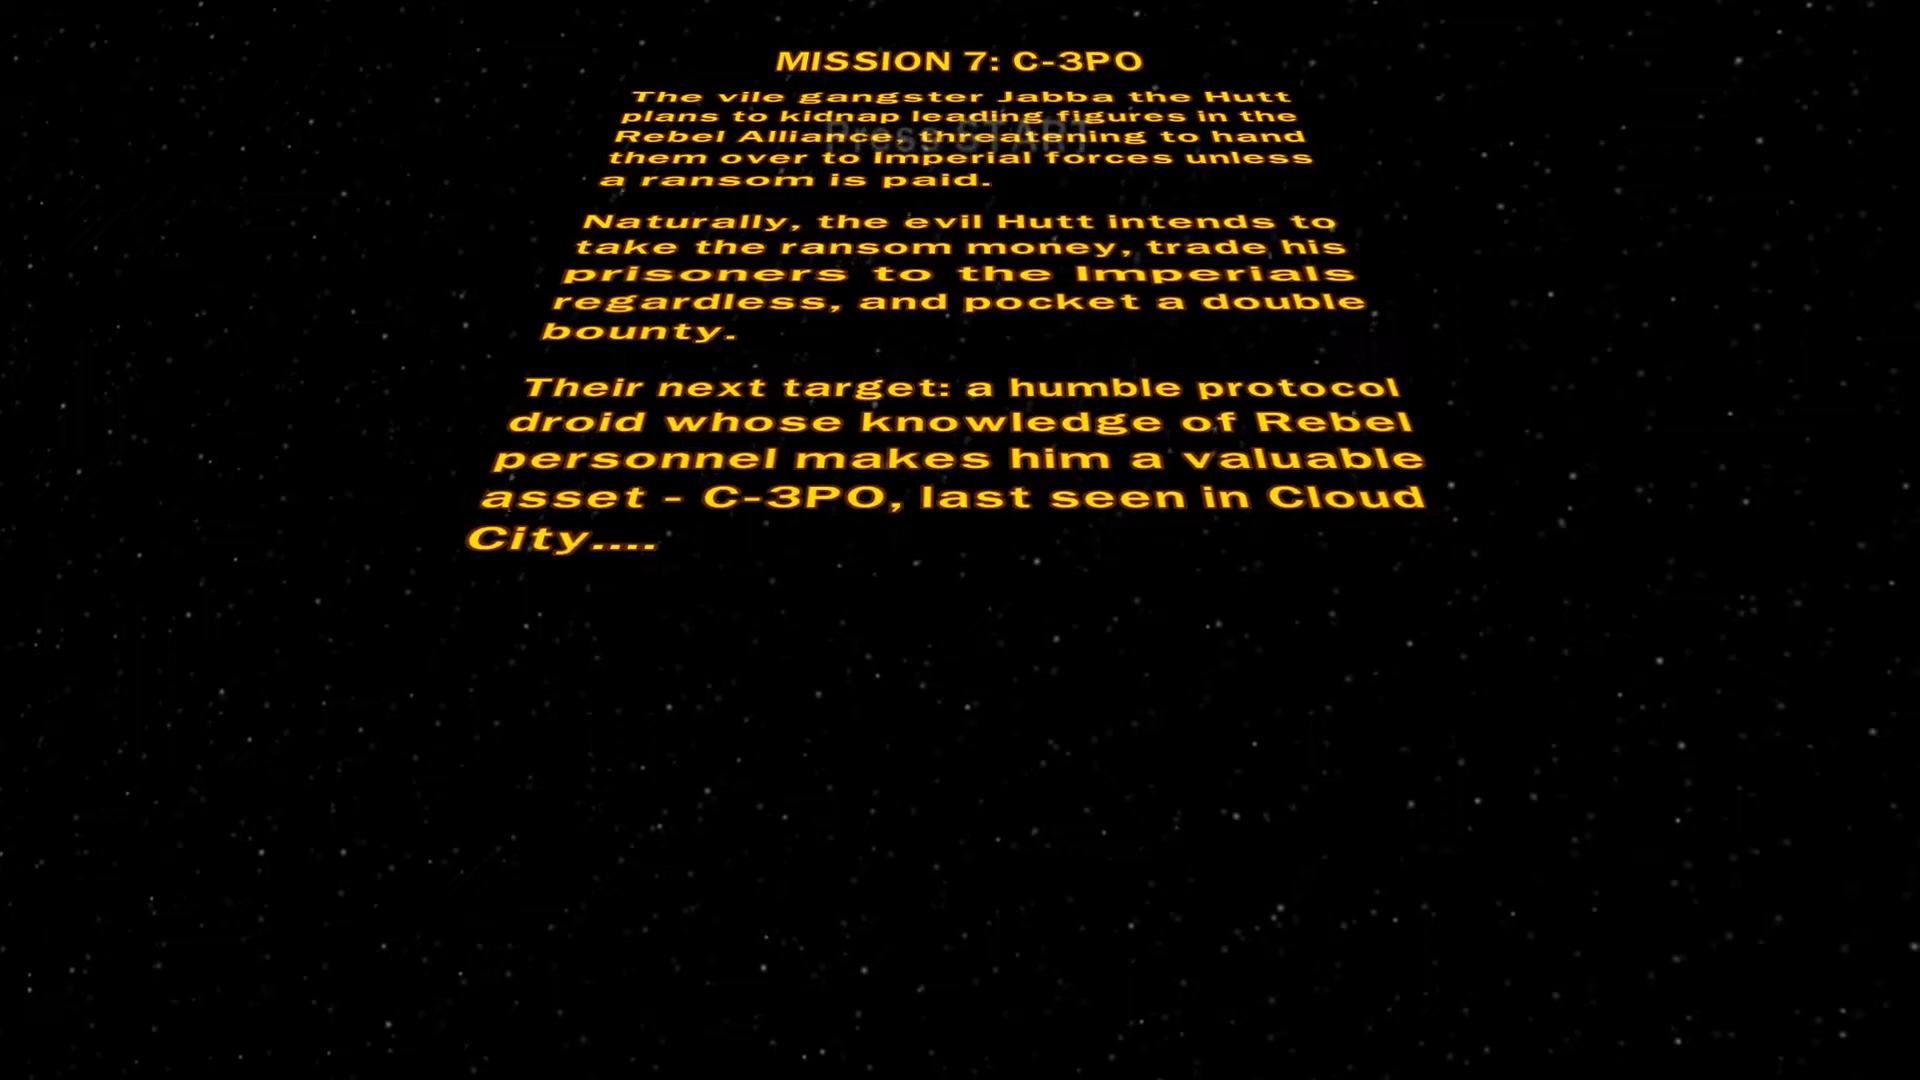 MISSION 7: C-3PO
The vile gangster Jabba the Hutt
plans to kidnap leading figures in the
Rebel Alliance, threatening to hand
them over to Imperial forces unless
a ransom is paid.
Naturally, the evil Hutt intends to
take the ransom money, trade his
prisoners to the Imperials
regardless, and pocket a double
bounty.
Their next target: a humble protocol
droid whose knowledge of Rebel
personnel makes him a valuable
asset - C-3PO, last seen in Cloud
City....
Press START